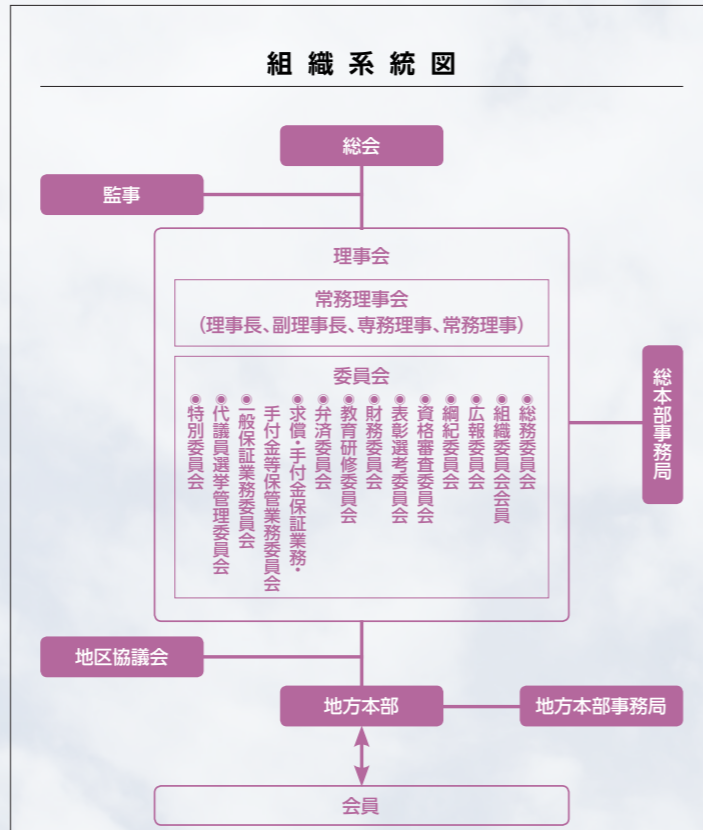 組織系統図
総会
監事
理事会
常務理事会
(理事長、副理事長、専務理事、常務理事)
委員会
◉総務委員会
◉組織委員会会員
◉広報委員会
◉綱紀委員会
◉資格審査委員会
◉表彰選考委員会
◉財務委員会
◉教育研修委員会
◉弁済委員会
◉求償・手付金保証業務・
手付金等保管業務委員会
◉一般保証業務委員会
◉代議員選挙管理委員会
◉特別委員会
総本部事務局
地区協議会
地方本部
地方本部事務局
会員